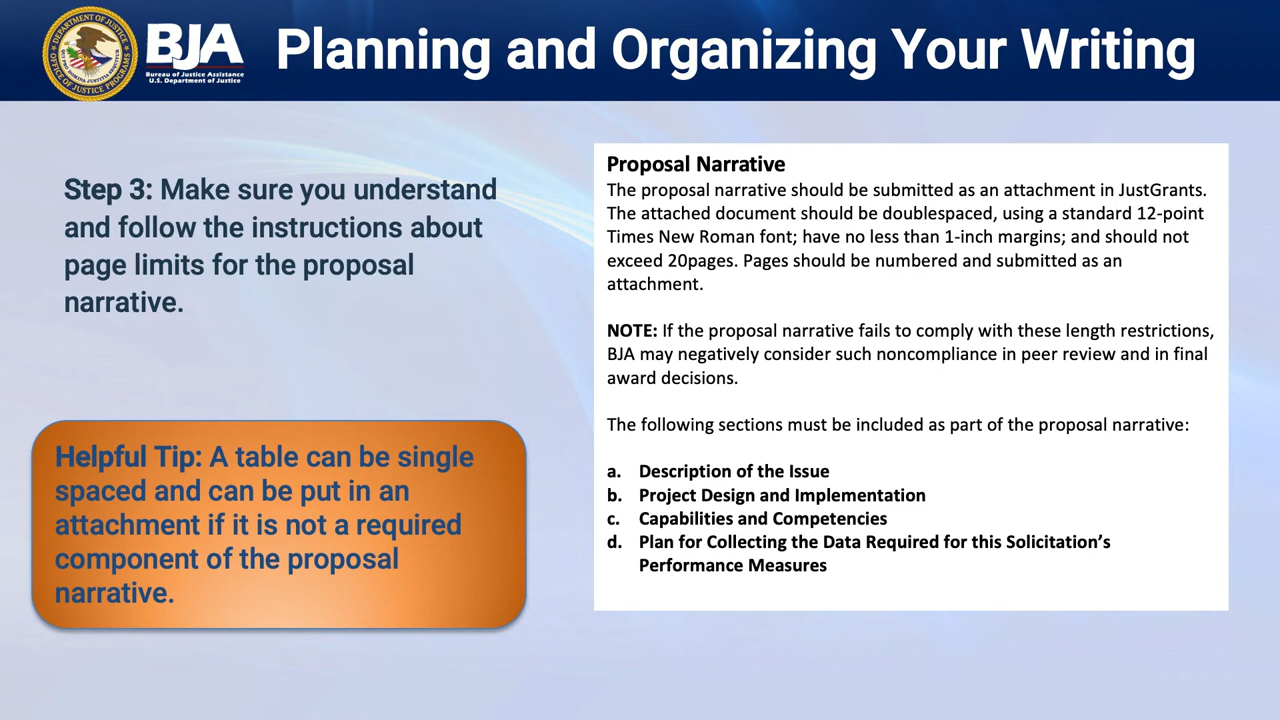 BJA
Bureau of Justice Assistance
U.S. Department of Justice
Planning and Organizing Your Writing
Step 3: Make sure you understand
and follow the instructions about
page limits for the proposal
narrative.
Helpful Tip: A table can be single
spaced and can be put in an
attachment if it is not a required
component of the proposal
narrative.
Proposal Narrative
The proposal narrative should be submitted as an attachment in JustGrants.
The attached document should be doublespaced, using a standard 12-point
Times New Roman font; have no less than 1-inch margins; and should not
exceed 20pages. Pages should be numbered and submitted as an
attachment.
NOTE: If the proposal narrative fails to comply with these length restrictions,
BJA may negatively consider such noncompliance in peer review and in final
award decisions.
The following sections must be included as part of the proposal narrative:
a. Description of the Issue
b. Project Design and Implementation
c. Capabilities and Competencies
d. Plan for Collecting the Data Required for this Solicitation's
Performance Measures